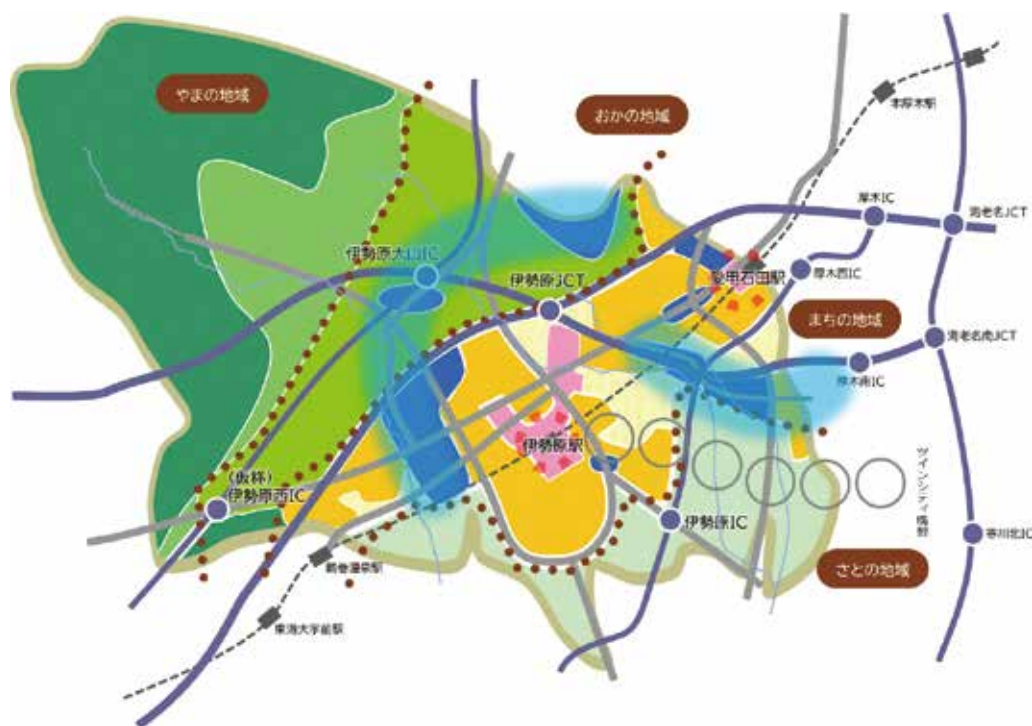 やまの地域
おかの地域
本厚木駅
厚木IC
海老名JCT
伊勢原大山IC
伊勢原JCT
愛甲石田駅
厚木西IC
まちの地域
海老名南JCT
厚木南IC
伊勢原駅
ツインシティ橋
(仮称)
伊勢原西IC
伊勢原IC
寒川北IC
鶴巻温泉駅
さとの地域
東海大学前駅